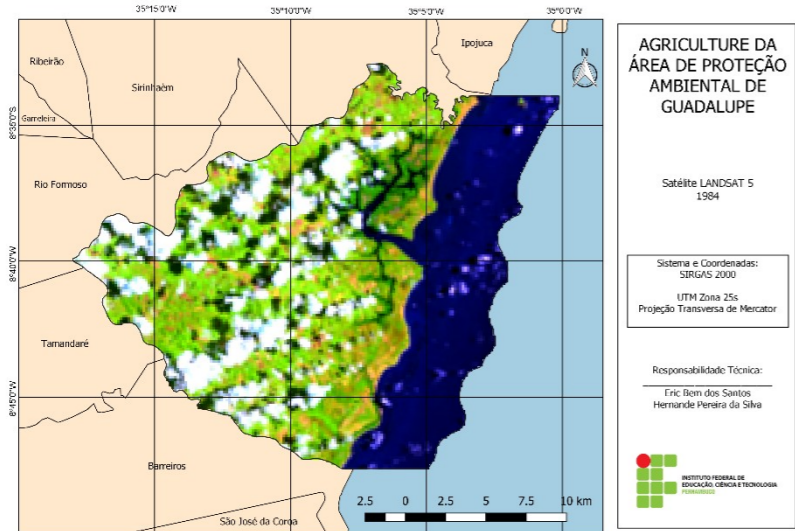 35°15'0"W 35°10'0"W 35°5'0"W 35°0'0"W
Ribeirão
Sirinhaém
Ipojuca
N
Gameleira
8°35'0"S
Rio Formoso
8°40'0"W
Tamandaré
8°45'0"W
Barreiros
São José da Coroa
2.5 0 2.5 5 7.5 10 km
AGRICULTURE DA
ÁREA DE PROTEÇÃO
AMBIENTAL DE
GUADALUPE
Satélite LANDSAT 5
1984
Sistema e Coordenadas:
SIRGAS 2000
UTM Zona 25s
Projeção Transversa de Mercator
Responsabilidade Técnica:
Eric Bem dos Santos
Hernande Pereira da Silva
INSTITUTO FEDERAL DE
EDUCAÇÃO, CIÊNCIA E TECNOLOGIA
PERNAMBUCO